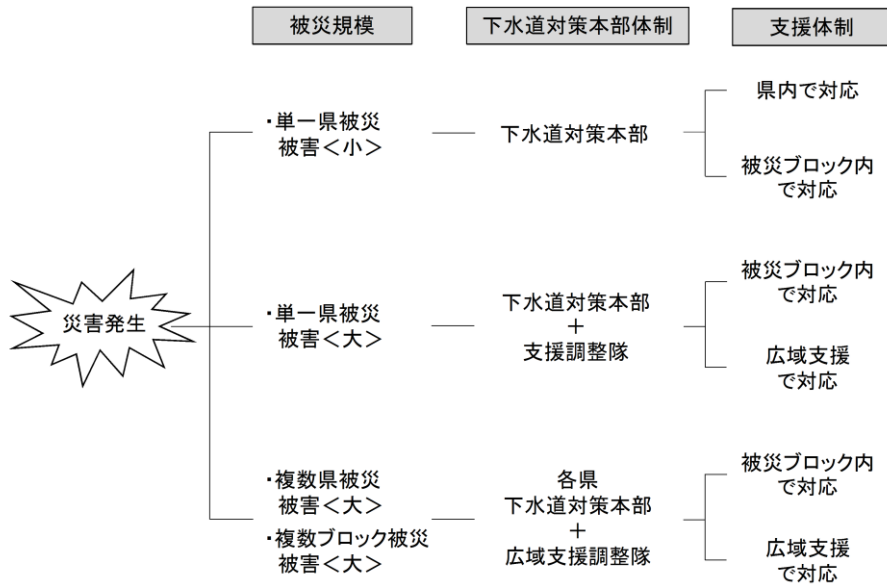 被災規模
下水道対策本部体制
支援体制
災害発生
・単一県被災
被害＜小＞
下水道対策本部
県内で対応
被災ブロック内
で対応
・単一県被災
被害＜大＞
下水道対策本部
＋
支援調整隊
被災ブロック内
で対応
広域支援
で対応
・複数県被災
被害＜大＞
・複数ブロック被災
被害＜大＞
各県
下水道対策本部
＋
広域支援調整隊
被災ブロック内
で対応
広域支援
で対応